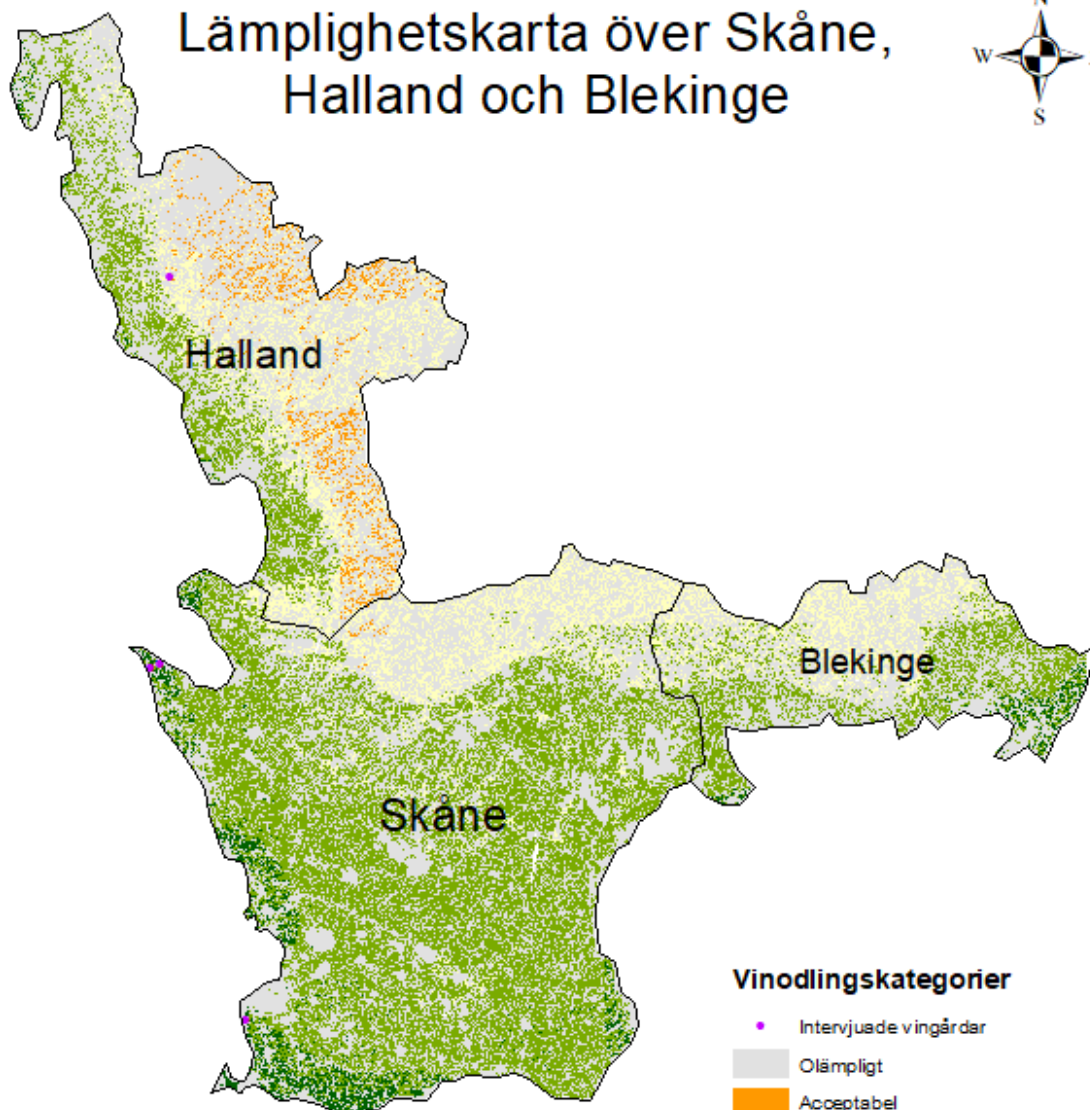 Lämplighetskarta över Skåne,
Halland och Blekinge
N
W
S
Halland
Blekinge
Skåne
Vinodlingskategorier
Intervjuade vingårdar
Olämpligt
Acceptabel